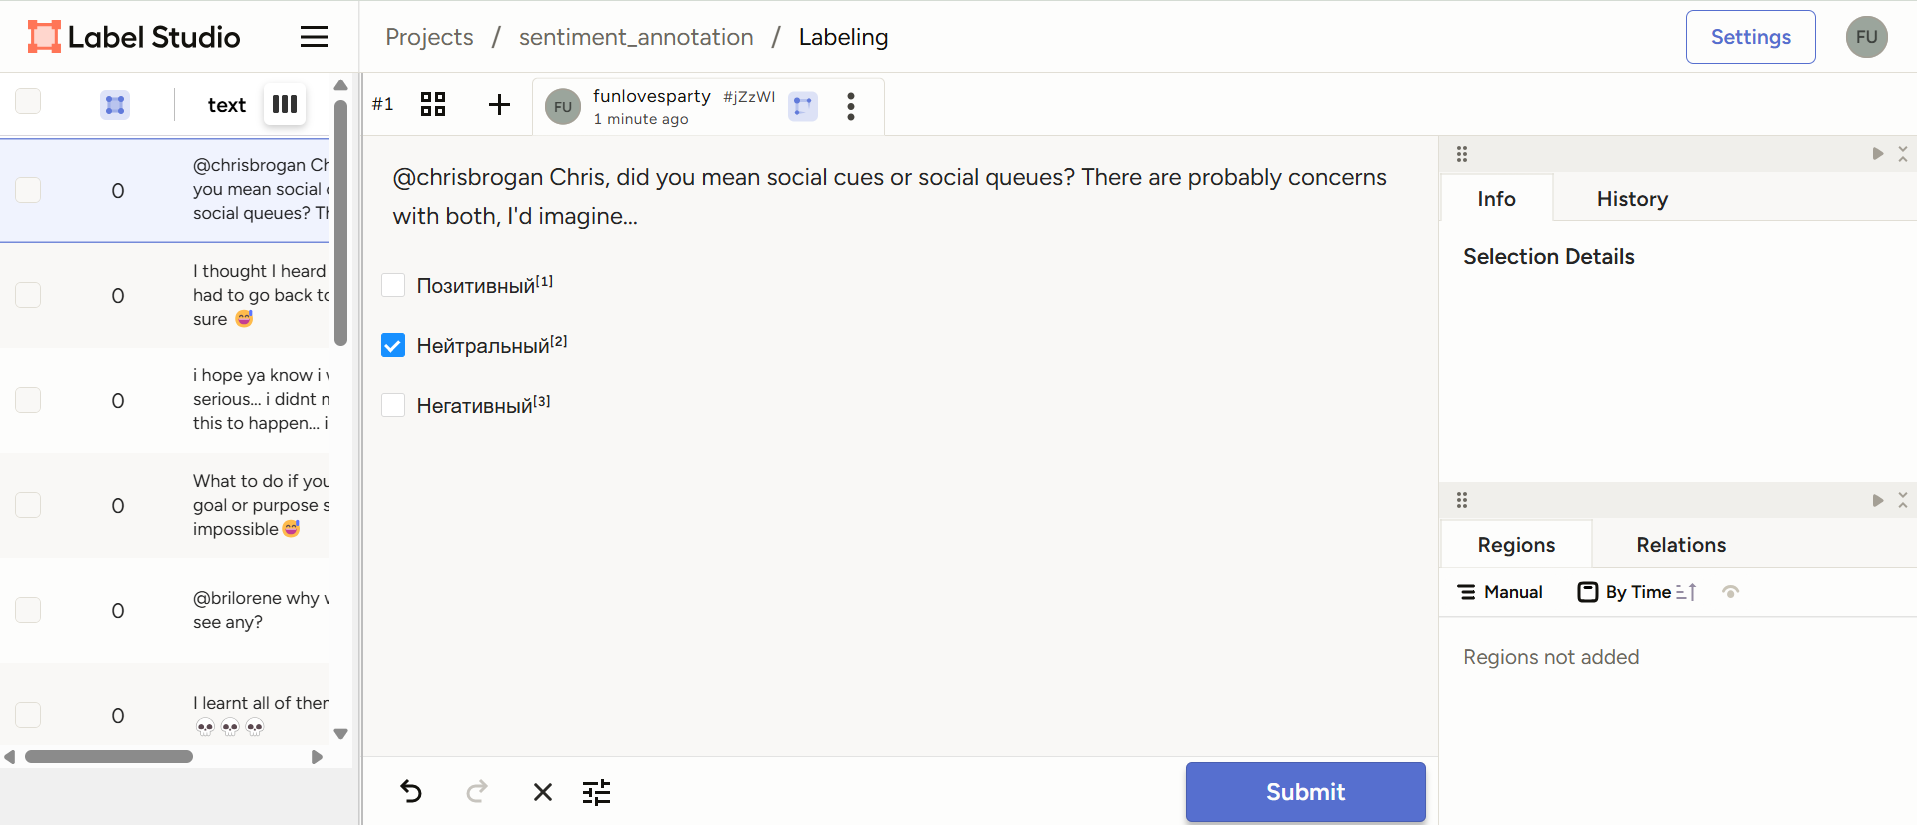 Label Studio
Projects / sentiment_annotation / Labeling
Settings
FU
text
#1
FU
funlovesparty #jZzWI
1 minute ago
0
@chrisbrogan Ch
you mean social
social queues? Th
0
I thought I heard
had to go back to
sure 😅
0
i hope ya know i
serious... i didnt
this to happen... i
0
What to do if you
goal or purpose s
impossible😅
0
@brilorene why
see any?
0
I learnt all of
💀💀💀
@chrisbrogan Chris, did you mean social cues or social queues? There are probably concerns
with both, I'd imagine...
Позитивный[1]
Нейтральный[2]
Негативный[3]
Submit
Info
History
Selection Details
Regions
Relations
Manual
By Time
Regions not added